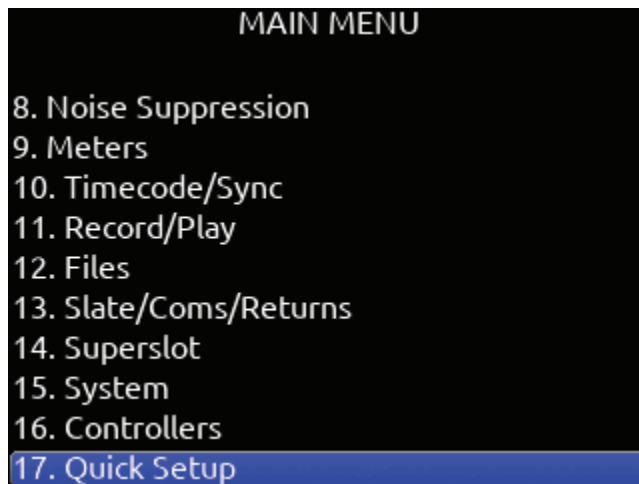 MAIN MENU
8. Noise Suppression
9. Meters
10. Timecode/Sync
11. Record/Play
12. Files
13. Slate/Coms/Returns
14. Superslot
15. System
16. Controllers
17. Quick Setup